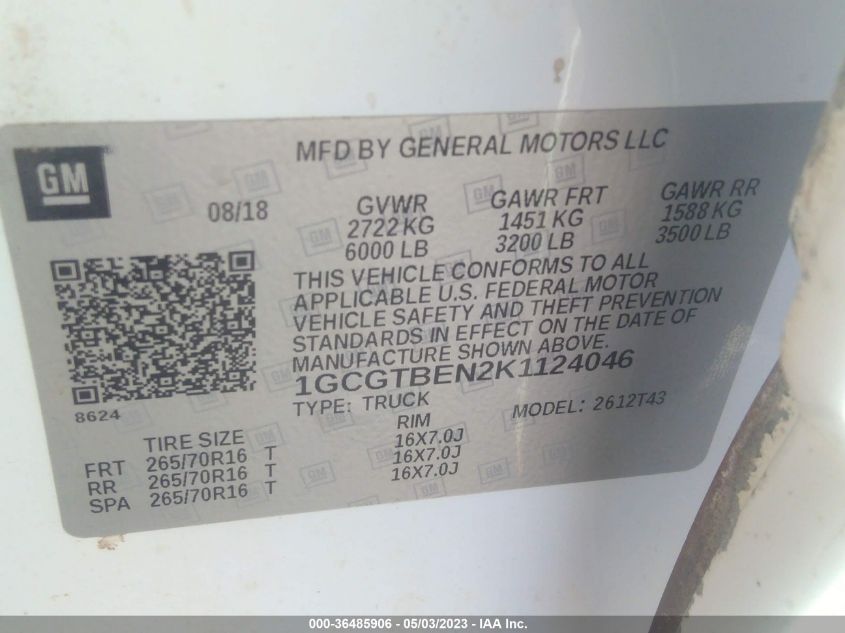 MFD BY GENERAL MOTORS LLC
GM
08/18
GVWR
2722 KG
6000 LB
GAWR FRT
1451 KG
3200 LB
GAWR RR
1588 KG
3500 LB
THIS VEHICLE CONFORMS TO ALL
APPLICABLE U.S. FEDERAL MOTOR
VEHICLE SAFETY AND THEFT PREVENTION
STANDARDS IN EFFECT ON THE DATE OF
MANUFACTURE SHOWN ABOVE.
1GCGTBEN2K1124046
TYPE: TRUCK
MODEL: 2612T43
8624
TIRE SIZE
RIM
FRT 265/70R16 T 16X7.0J
RR 265/70R16 T 16X7.0J
SPA 265/70R16 T 16X7.0J
000-36485906 - 05/03/2023 - IAA Inc.